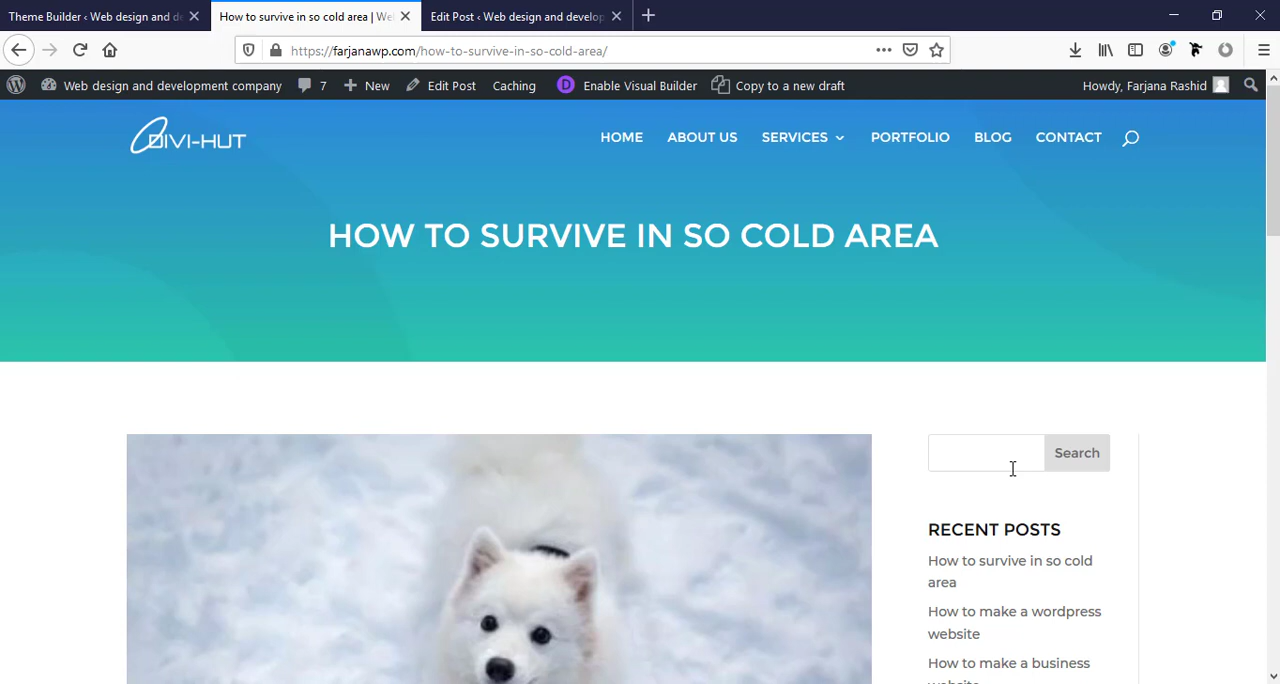 Theme Builder ‹ Web design and de
How to survive in so cold area | We
Edit Post ‹ Web design and develop
https://farjanawp.com/how-to-survive-in-so-cold-area/
Web design and development company
7
New
Edit Post
Caching
D
Enable Visual Builder
Copy to a new draft
Howdy, Farjana Rashid
DIVI-HUT
HOME
ABOUT US
SERVICES
PORTFOLIO
BLOG
CONTACT
HOW TO SURVIVE IN SO COLD AREA
Search
RECENT POSTS
How to survive in so cold
area
How to make a wordpress
website
How to make a business
website